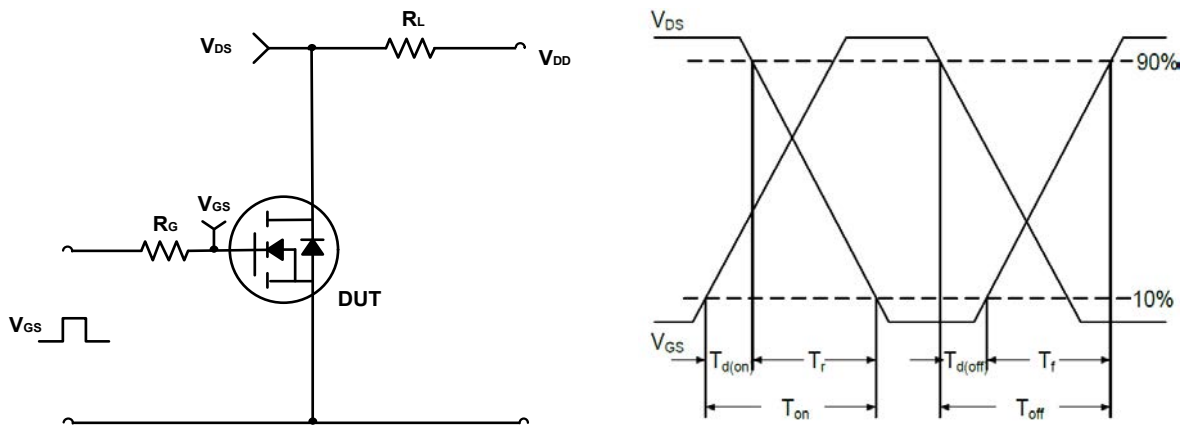 RL
VDS
VDD
VGS
RG
DUT
VGS
VDS
90%
10%
VGS
Td(on)
Tr
Td(off)
Tf
Ton
Toff